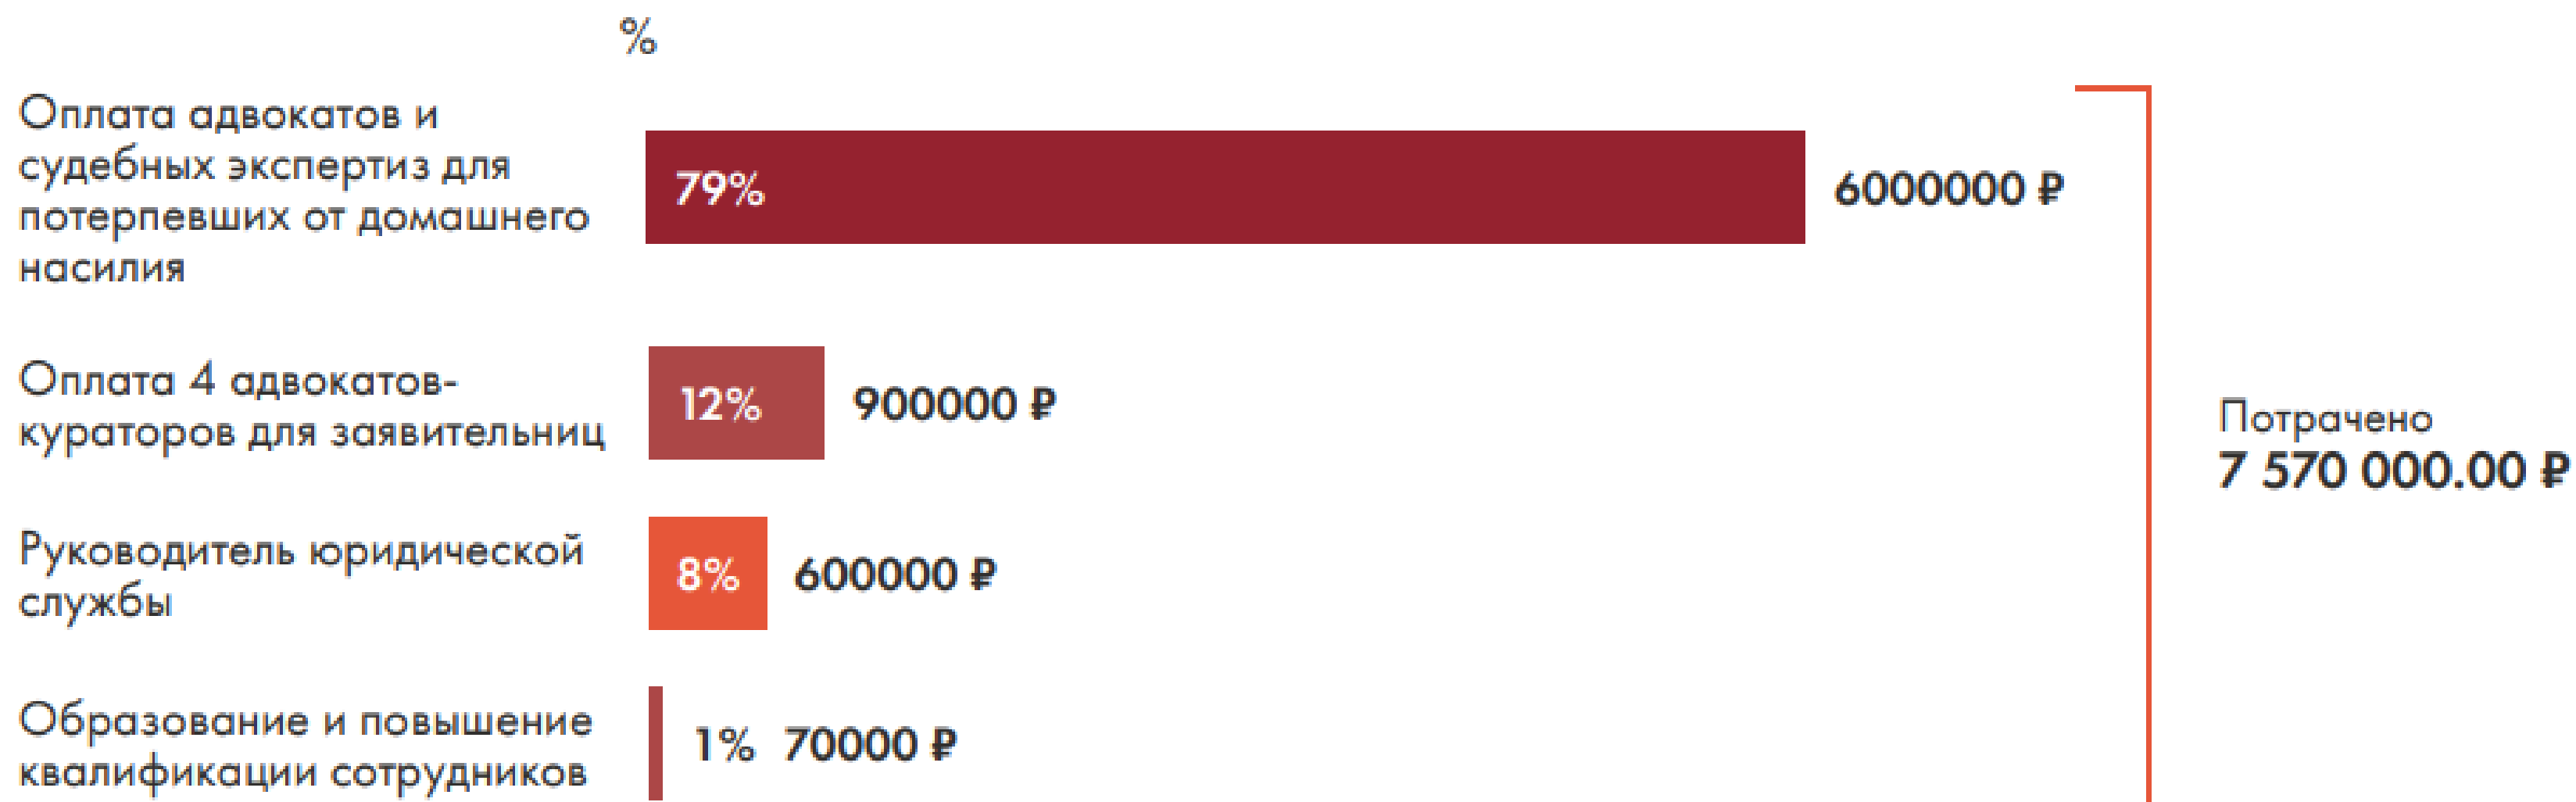 %
Оплата адвокатов и
судебных экспертиз для
потерпевших от домашнего
насилия
79%
6000000 ₽
Оплата 4 адвокатов-
кураторов для заявительниц
12%
900000 ₽
Руководитель юридической
службы
8%
600000 ₽
Образование и повышение
квалификации сотрудников
1%
70000 ₽
Потрачено
7 570 000.00 ₽